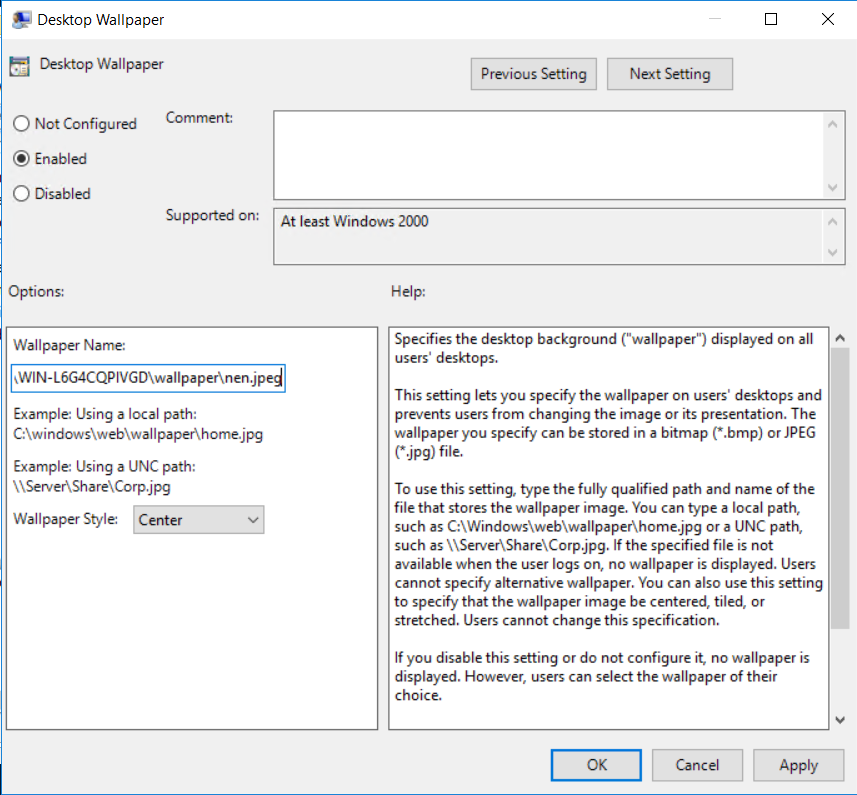 Desktop Wallpaper
Desktop Wallpaper
Previous Setting
Next Setting
Not Configured
Comment:
Enabled
Disabled
Supported on:
At least Windows 2000
Options:
Help:
Wallpaper Name:
\WIN-L6G4CQPIVGD\wallpaper\nen.jpeg
Example: Using a local path:
C:\windows\web\wallpaper\home.jpg
Example: Using a UNC path:
\\Server\Share\Corp.jpg
Wallpaper Style:
Center
Specifies the desktop background ("wallpaper") displayed on all
users' desktops.
This setting lets you specify the wallpaper on users' desktops and
prevents users from changing the image or its presentation. The
wallpaper you specify can be stored in a bitmap (*.bmp) or JPEG
(*.jpg) file.
To use this setting, type the fully qualified path and name of the
file that stores the wallpaper image. You can type a local path,
such as C:\Windows\web\wallpaper\home.jpg or a UNC path,
such as \\Server\Share\Corp.jpg. If the specified file is not
available when the user logs on, no wallpaper is displayed. Users
cannot specify alternative wallpaper. You can also use this setting
to specify that the wallpaper image be centered, tiled, or
stretched. Users cannot change this specification.
If you disable this setting or do not configure it, no wallpaper is
displayed. However, users can select the wallpaper of their
choice.
OK
Cancel
Apply